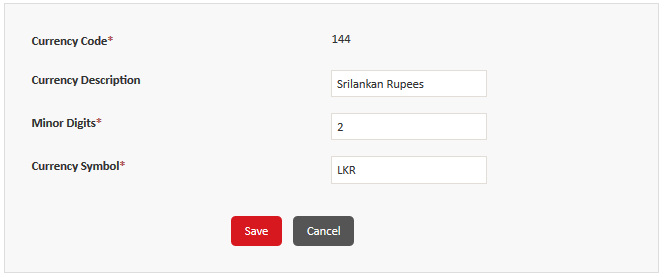 Currency Code* 144
Currency Description Srilankan Rupees
Minor Digits* 2
Currency Symbol* LKR
Save Cancel